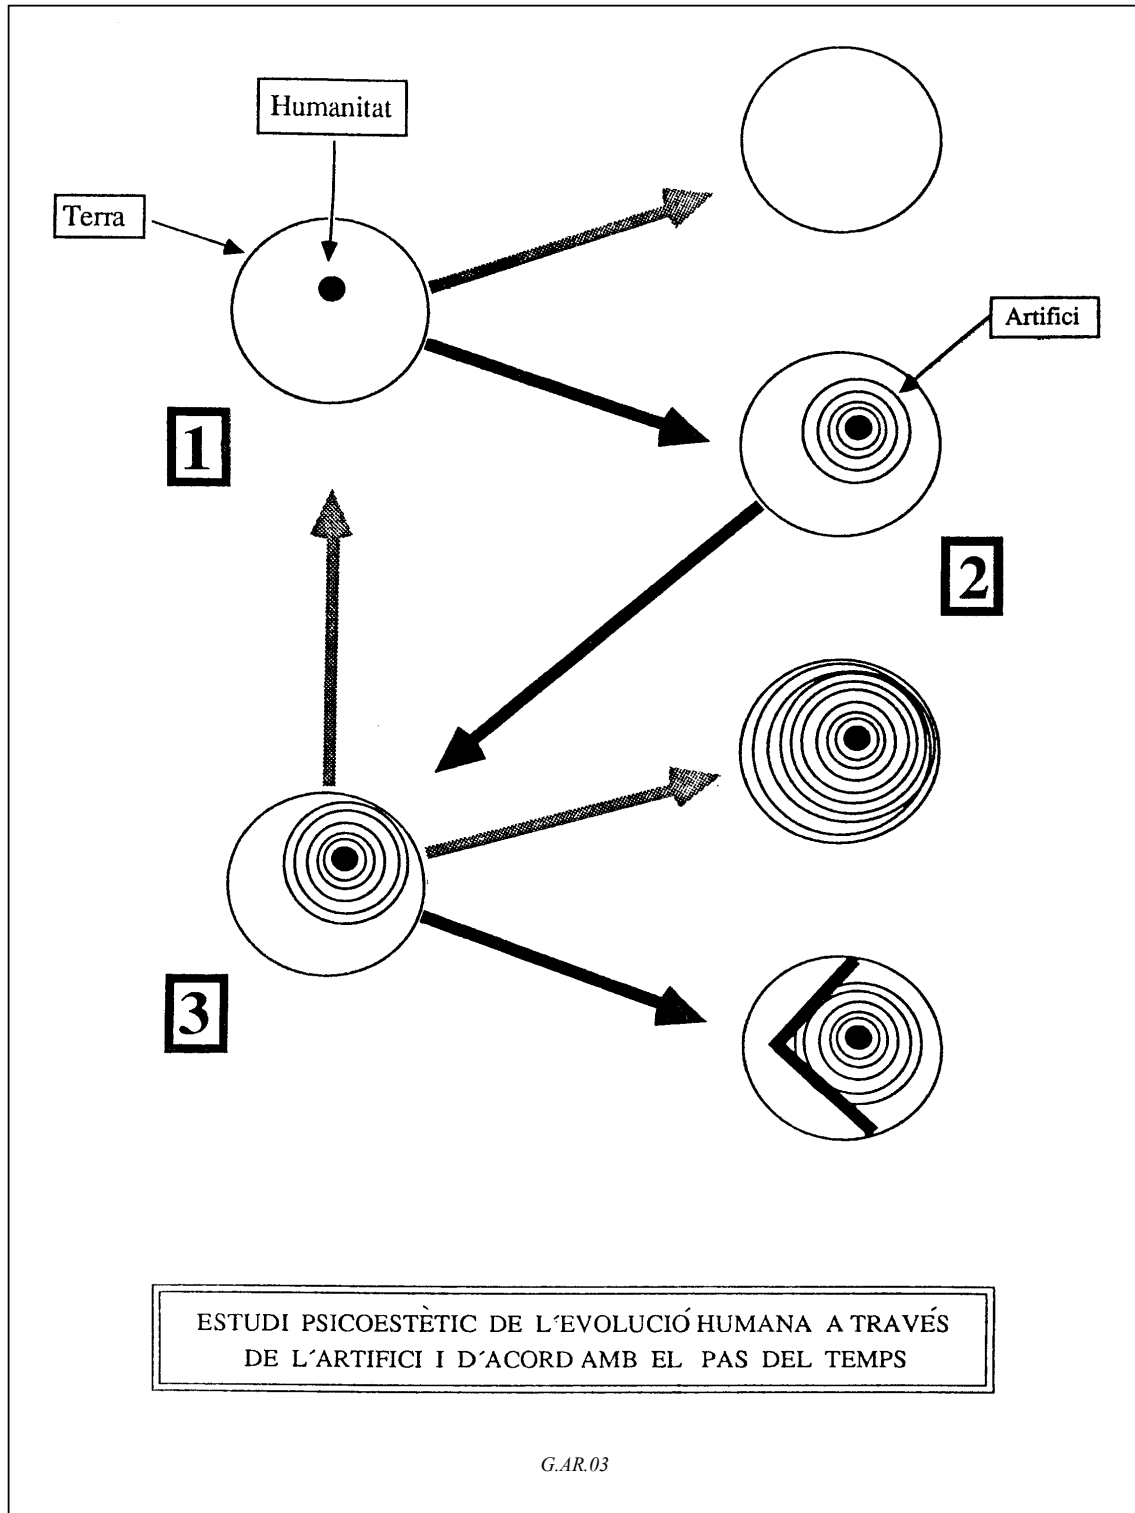 Humanitat
Terra
Artifici
1
2
3
ESTUDI PSICOESTÈTIC DE L´EVOLUCIÓ HUMANA A TRAVÉS
DE L´ARTIFICI I D´ACORD AMB EL PAS DEL TEMPS
G.AR.03